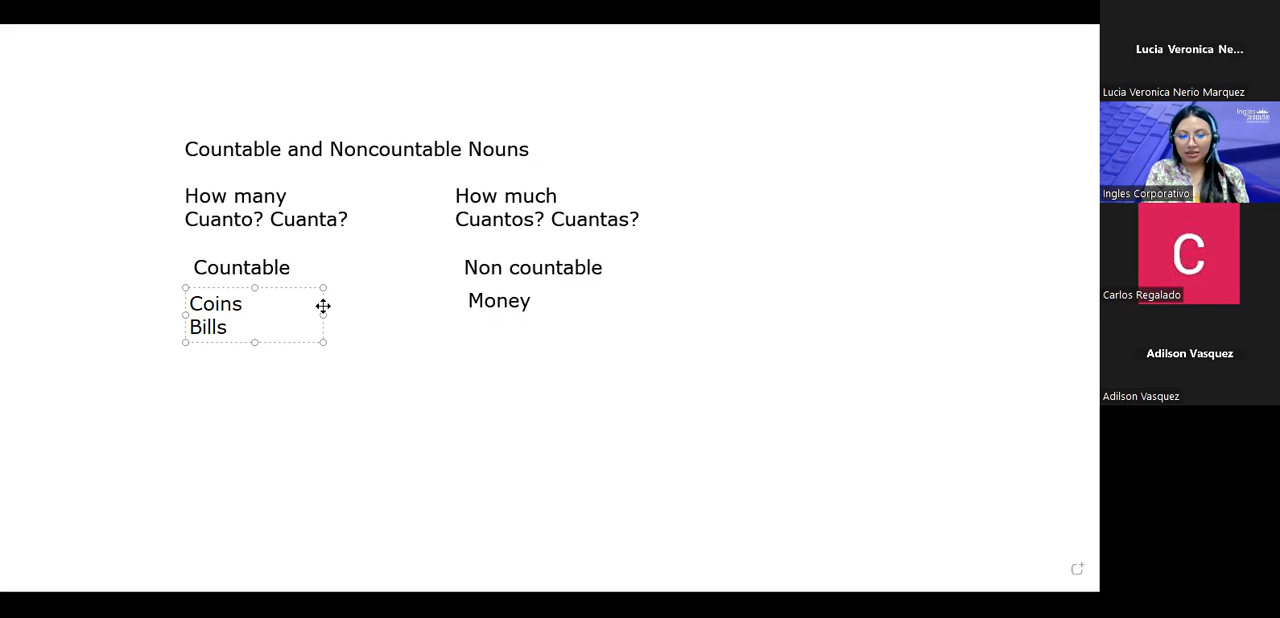 Countable and Noncountable Nouns
How many
Cuanto? Cuanta?
How much
Cuantos? Cuantas?
Countable
Non countable
Coins
Bills
Money
Lucia Veronica Ne...
Lucia Veronica Nerio Marquez
Ingles
Ingles Corporativo
C
Carlos Regalado
Adilson Vasquez
Adilson Vasquez